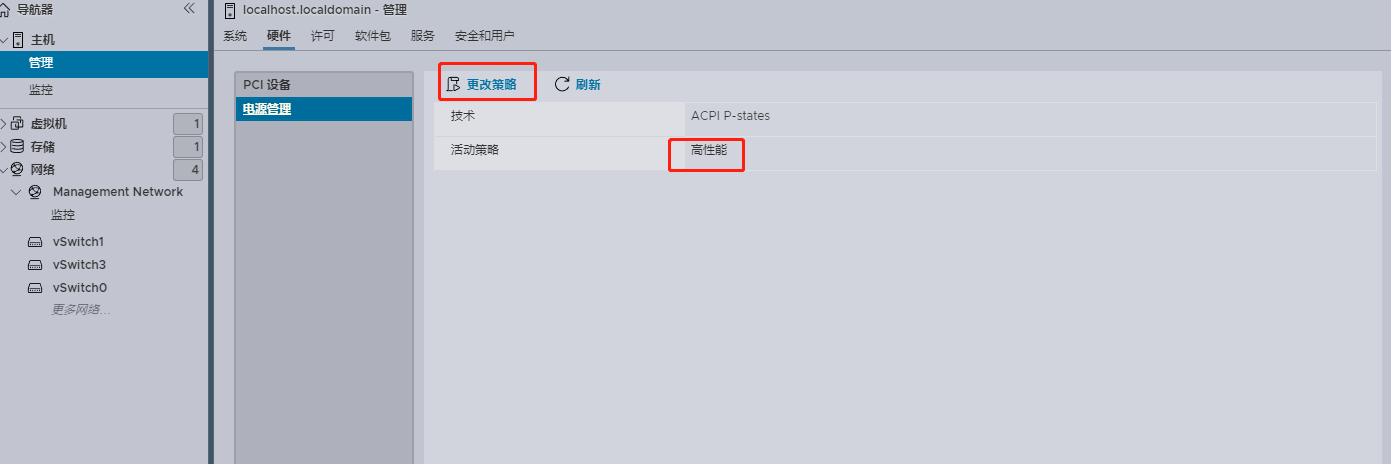 导航器
主机
管理
监控
虚拟机 1
存储 1
网络 4
Management Network
监控
vSwitch1
vSwitch3
vSwitch0
更多网络...
localhost.localdomain - 管理
系统 硬件 许可 软件包 服务 安全和用户
PCI 设备
电源管理
更改策略 刷新
技术 ACPI P-states
活动策略 高性能